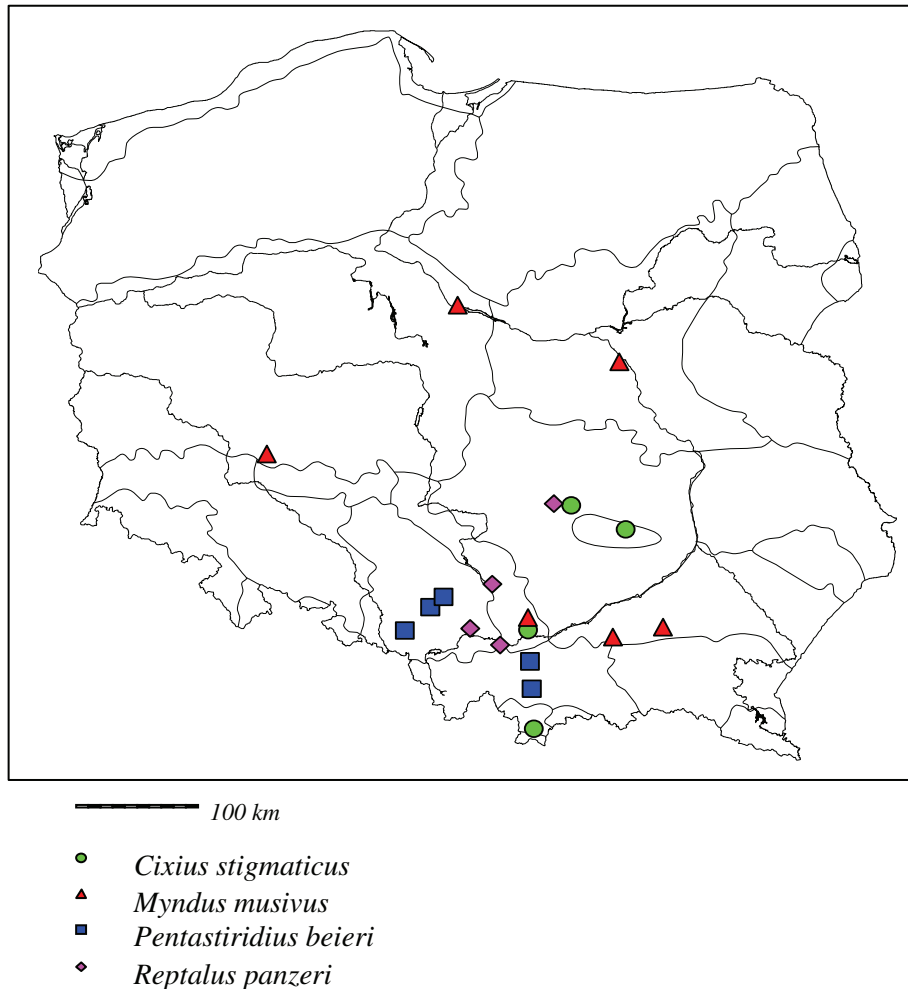 100 km
Cixius stigmaticus
Myndus musivus
Pentastiridius beieri
Reptalus panzeri